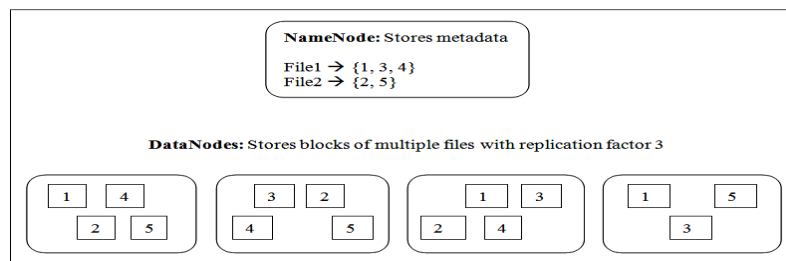 NameNode: Stores metadata
File1 → {1, 3, 4}
File2 → {2, 5}
DataNodes: Stores blocks of multiple files with replication factor 3
1 4
2 5
3 2
4 5
1 3
2 4
1 5
3